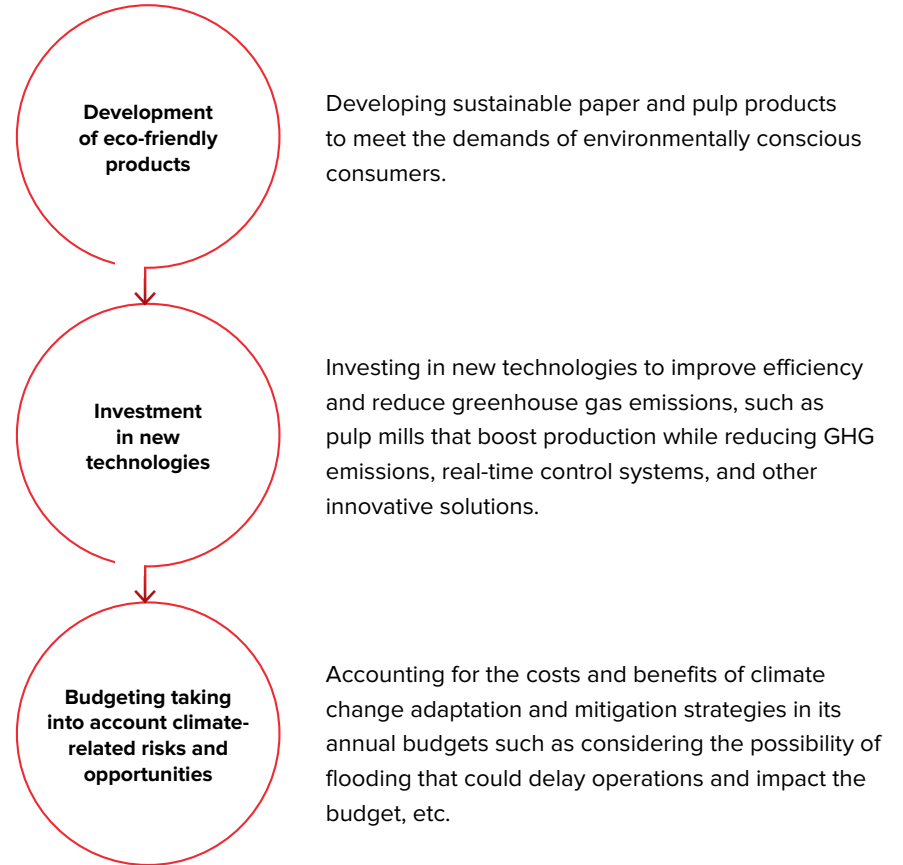 Development
of eco-friendly
products
Developing sustainable paper and pulp products
to meet the demands of environmentally conscious
consumers.
Investment
in new
technologies
Investing in new technologies to improve efficiency
and reduce greenhouse gas emissions, such as
pulp mills that boost production while reducing GHG
emissions, real-time control systems, and other
innovative solutions.
Budgeting taking
into account climate-
related risks and
opportunities
Accounting for the costs and benefits of climate
change adaptation and mitigation strategies in its
annual budgets such as considering the possibility of
flooding that could delay operations and impact the
budget, etc.